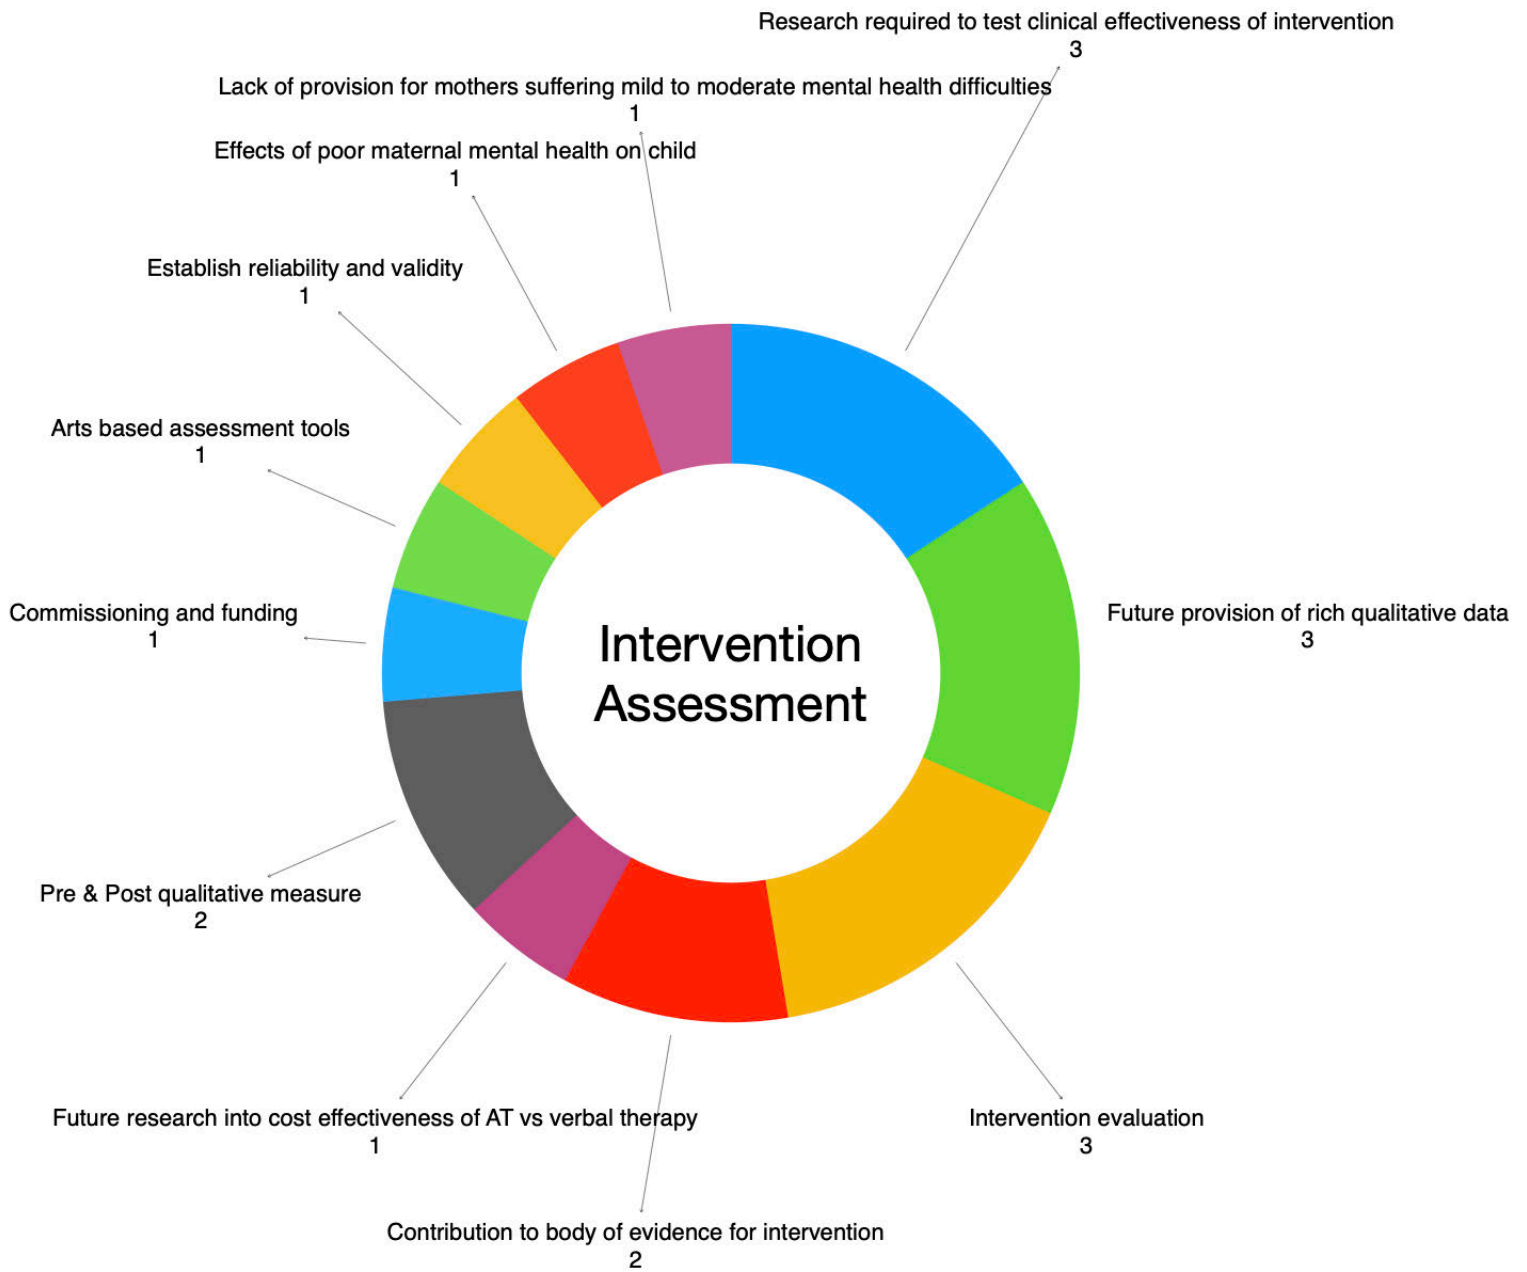 Research required to test clinical effectiveness of intervention
3
Lack of provision for mothers suffering mild to moderate mental health difficulties
1
Effects of poor maternal mental health on child
1
Establish reliability and validity
1
Arts based assessment tools
1
Commissioning and funding
1
Future provision of rich qualitative data
3
Intervention
Assessment
Pre & Post qualitative measure
2
Future research into cost effectiveness of AT vs verbal therapy
1
Intervention evaluation
3
Contribution to body of evidence for intervention
2